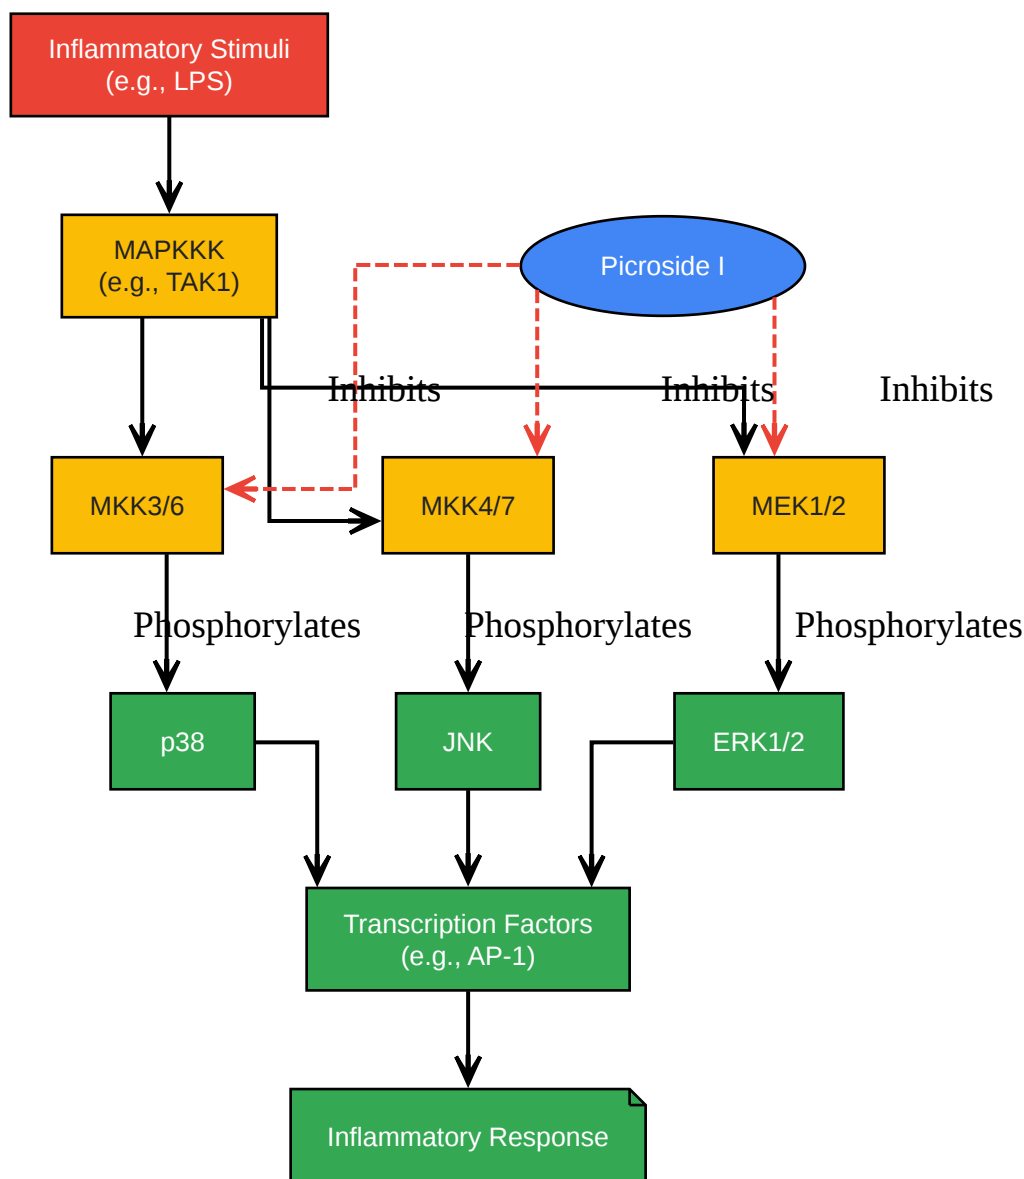 Inflammatory Stimuli
(e.g., LPS)
MAPKKK
(e.g., TAK1)
Picroside I
Inhibits
Inhibits
Inhibits
MKK3/6
MKK4/7
MEK1/2
Phosphorylates
Phosphorylates
Phosphorylates
p38
JNK
ERK1/2
Transcription Factors
(e.g., AP-1)
Inflammatory Response